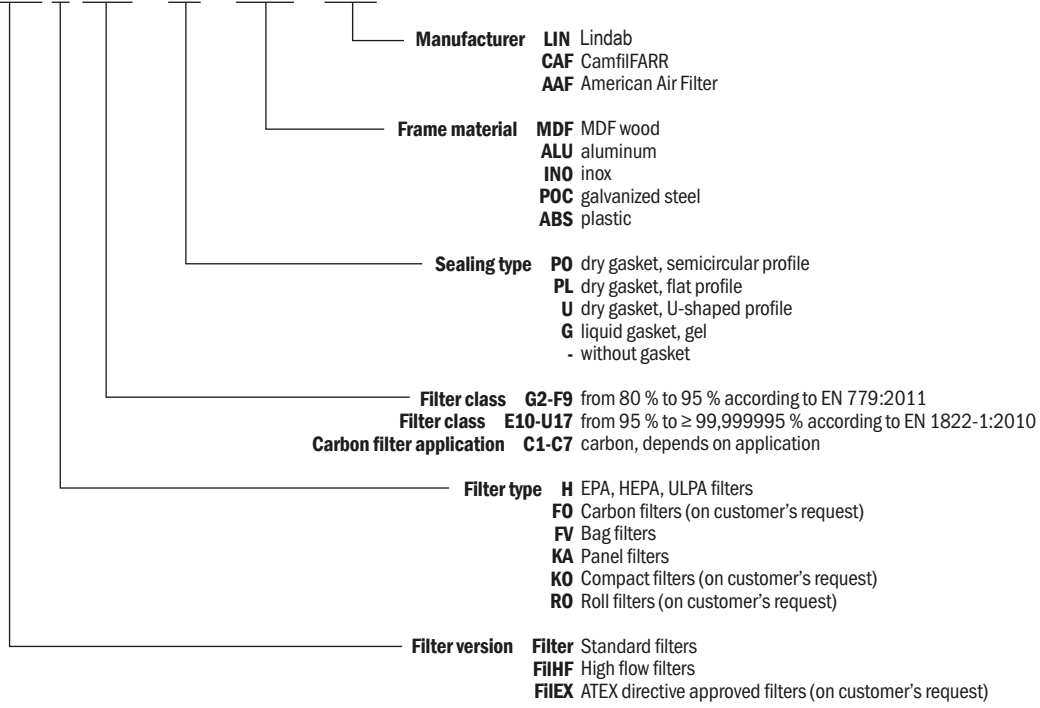 Manufacturer LIN Lindab
CAF CamfilFARR
AAF American Air Filter
Frame material MDF MDF wood
ALU aluminum
INO inox
POC galvanized steel
ABS plastic
Sealing type PO dry gasket, semicircular profile
PL dry gasket, flat profile
U dry gasket, U-shaped profile
G liquid gasket, gel
- without gasket
Filter class G2-F9 from 80 % to 95 % according to EN 779:2011
Filter class E10-U17 from 95 % to ≥ 99,999995 % according to EN 1822-1:2010
Carbon filter application C1-C7 carbon, depends on application
Filter type H EPA, HEPA, ULPA filters
FO Carbon filters (on customer’s request)
FV Bag filters
KA Panel filters
KO Compact filters (on customer’s request)
RO Roll filters (on customer’s request)
Filter version Filter Standard filters
FilHF High flow filters
FilEX ATEX directive approved filters (on customer’s request)